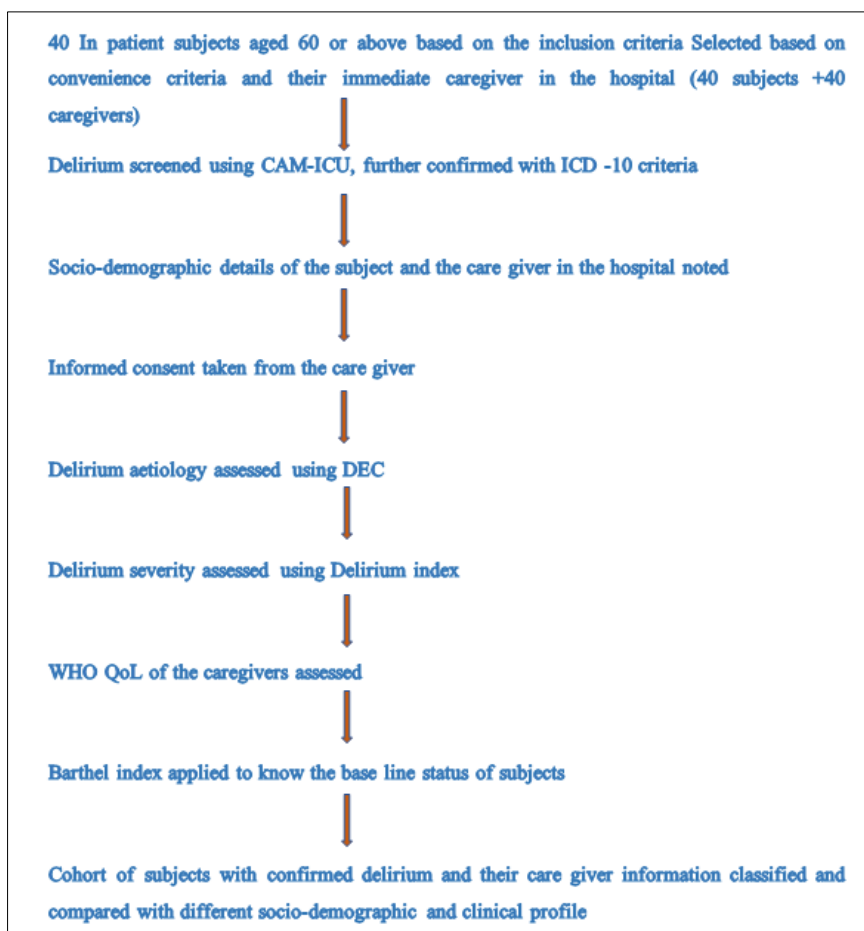 40 In patient subjects aged 60 or above based on the inclusion criteria Selected based on
convenience criteria and their immediate caregiver in the hospital (40 subjects +40
caregivers)
Delirium screened using CAM-ICU, further confirmed with ICD -10 criteria
Socio-demographic details of the subject and the care giver in the hospital noted
Informed consent taken from the care giver
Delirium aetiology assessed using DEC
Delirium severity assessed using Delirium index
WHO QoL of the caregivers assessed
Barthel index applied to know the base line status of subjects
Cohort of subjects with confirmed delirium and their care giver information classified and
compared with different socio-demographic and clinical profile